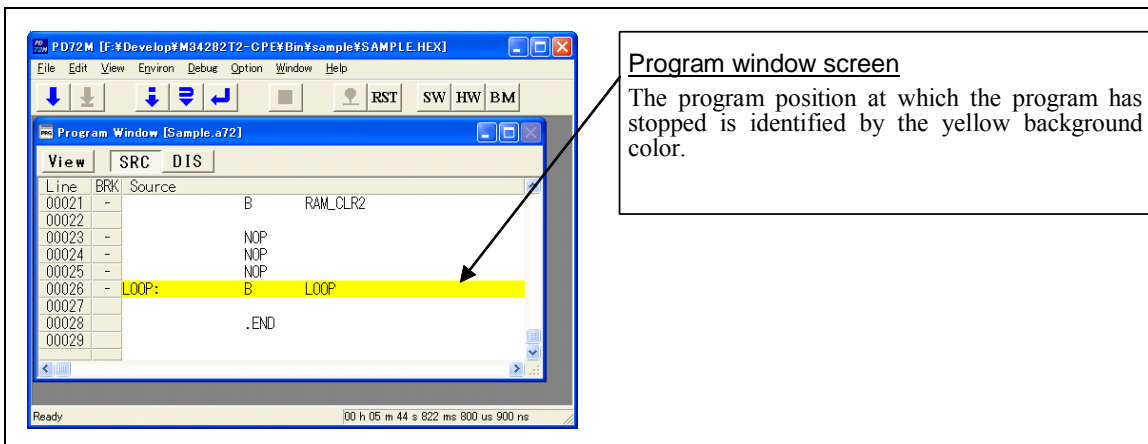 PD72M [F:¥Develop¥M34282T2-CPE¥Bin¥sample¥SAMPLE.HEX]
File Edit View Environ Debug Option Window Help
RST SW HW BM
PRG Program Window [Sample.a72]
View SRC DIS
Line BRK Source
00021 - B RAM_CLR2
00022
00023 - NOP
00024 - NOP
00025 - NOP
00026 - LOOP: B LOOP
00027
00028 .END
00029
Ready 00 h 05 m 44 s 822 ms 800 us 900 ns
Program window screen
The program position at which the program has
stopped is identified by the yellow background
color.